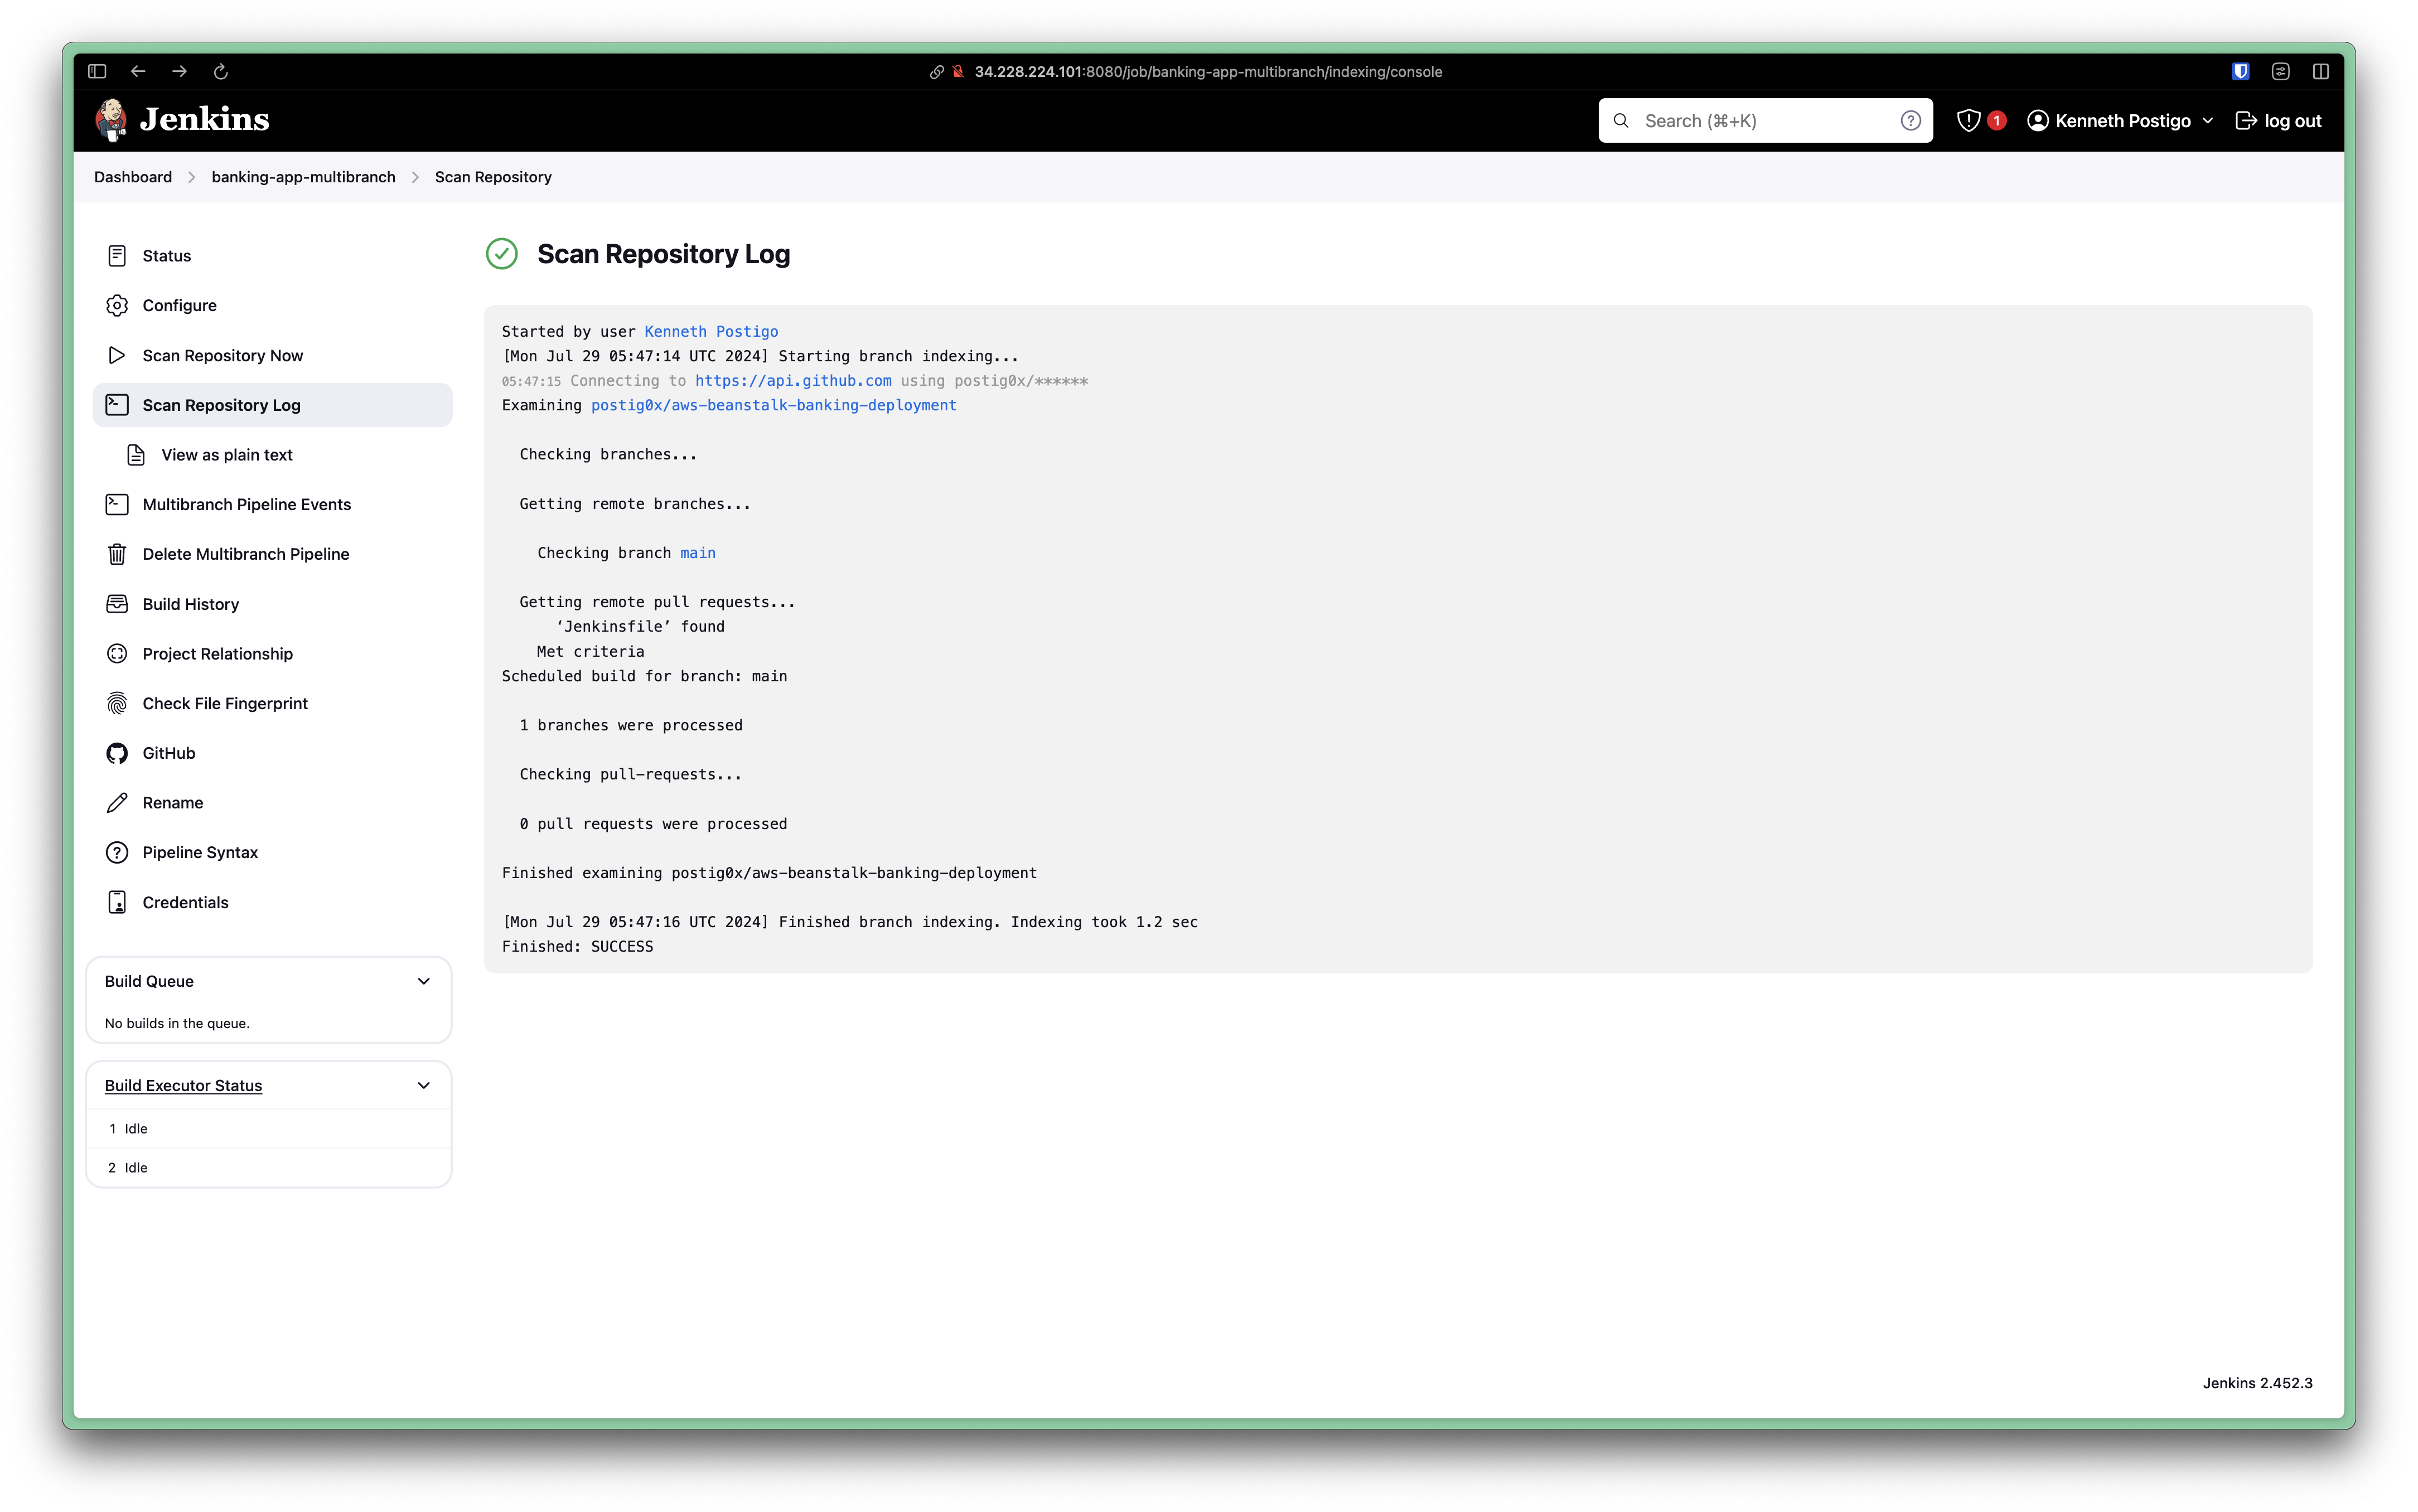 34.228.224.101:8080/job/banking-app-multibranch/indexing/console
Jenkins
Search (⌘+K)
1
Kenneth Postigo
log out
Dashboard
banking-app-multibranch
Scan Repository
Status
Configure
Scan Repository Now
Scan Repository Log
View as plain text
Multibranch Pipeline Events
Delete Multibranch Pipeline
Build History
Project Relationship
Check File Fingerprint
GitHub
Rename
Pipeline Syntax
Credentials
Build Queue
No builds in the queue.
Build Executor Status
1 Idle
2 Idle
Scan Repository Log
Started by user Kenneth Postigo
[Mon Jul 29 05:47:14 UTC 2024] Starting branch indexing...
05:47:15 Connecting to https://api.github.com using postig0x/******
Examining postig0x/aws-beanstalk-banking-deployment
Checking branches...
Getting remote branches...
Checking branch main
Getting remote pull requests...
‘Jenkinsfile’ found
Met criteria
Scheduled build for branch: main
1 branches were processed
Checking pull-requests...
0 pull requests were processed
Finished examining postig0x/aws-beanstalk-banking-deployment
[Mon Jul 29 05:47:16 UTC 2024] Finished branch indexing. Indexing took 1.2 sec
Finished: SUCCESS
Jenkins 2.452.3